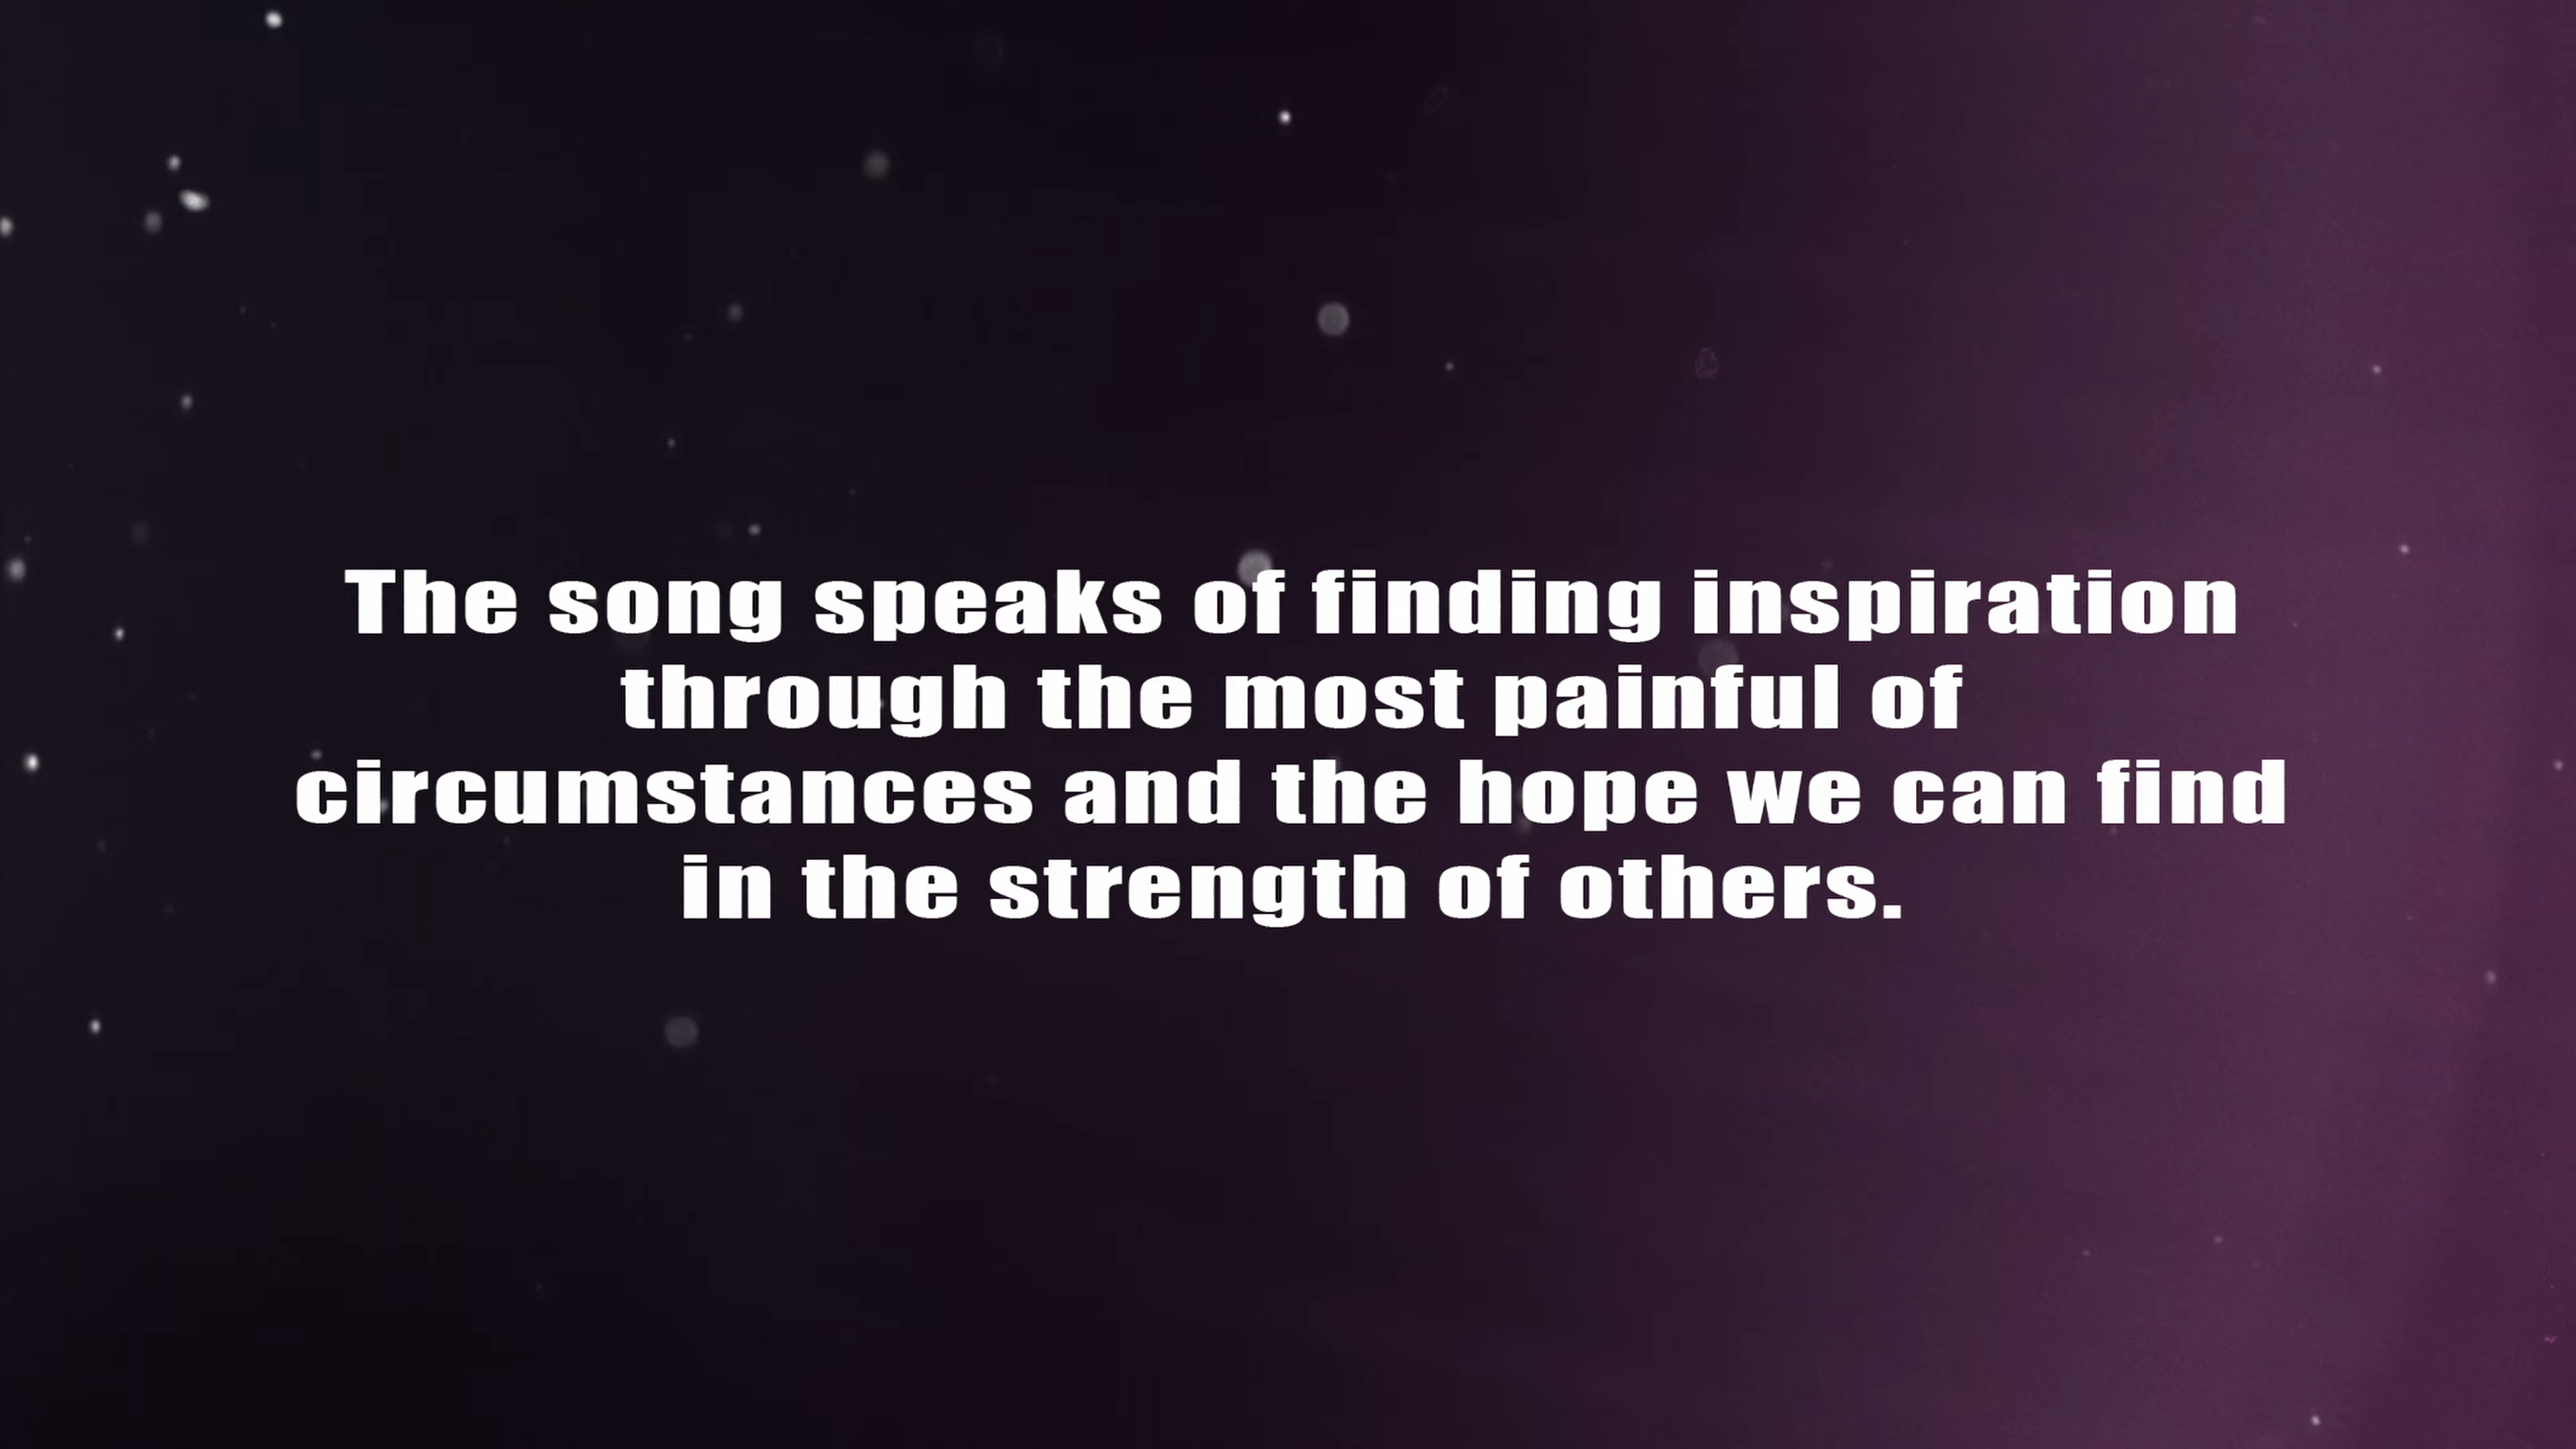 The song speaks of finding inspiration
through the most painful of
circumstances and the hope we can find
in the strength of others.